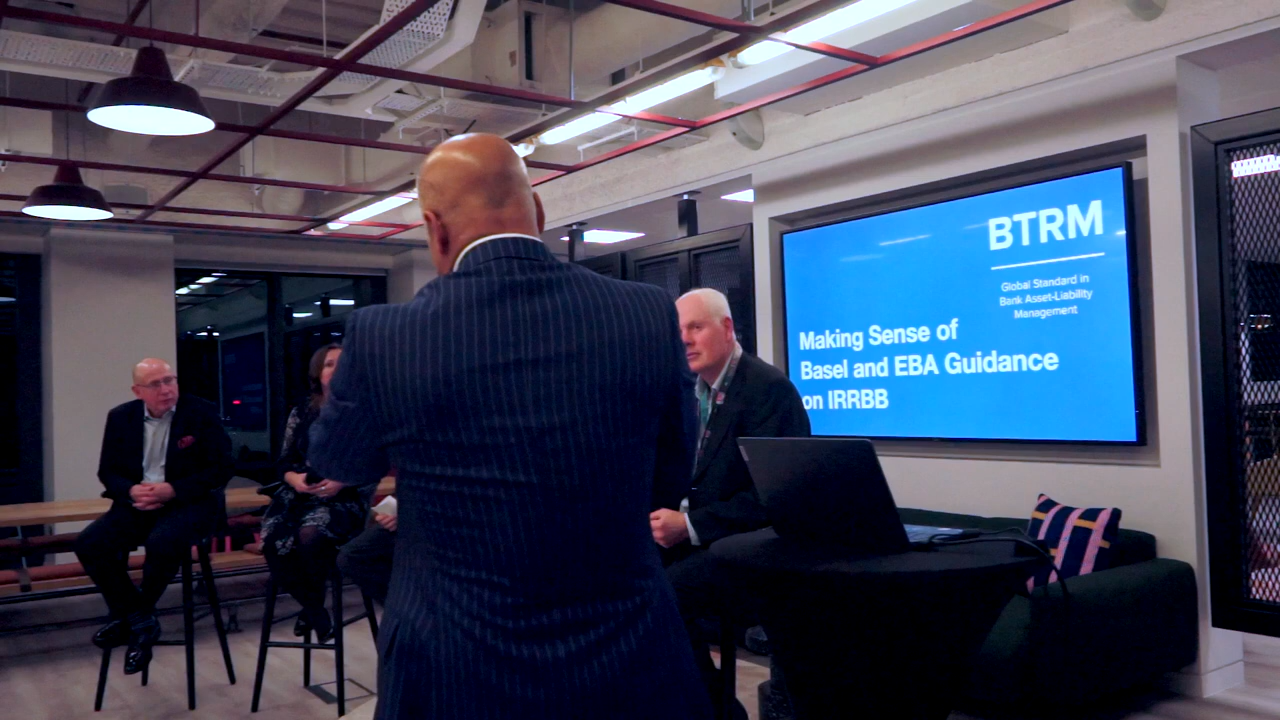 BTRM
Global Standard in
Bank Asset-Liability
Management
Making Sense of
Basel and EBA Guidance
on IRRBB